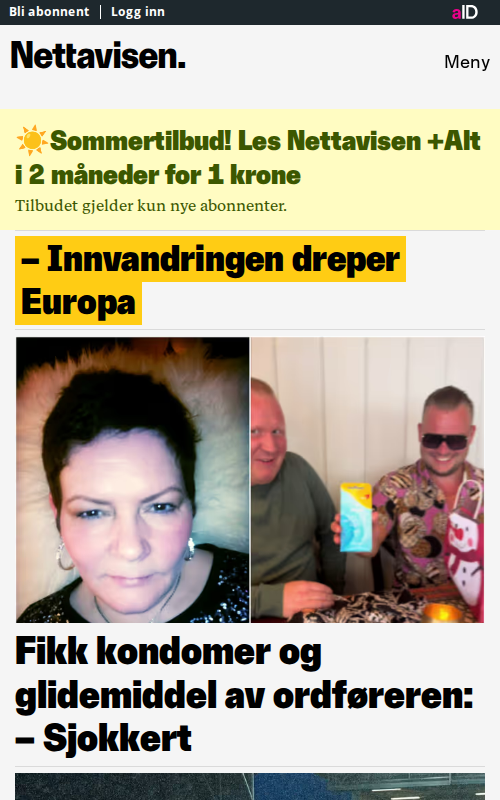 Bli abonnent | Logg inn
aID
Nettavisen.
Meny
☀️Sommertilbud! Les Nettavisen +Alt
i 2 måneder for 1 krone
Tilbudet gjelder kun nye abonnenter.
– Innvandringen dreper
Europa
Fikk kondomer og
glidemiddel av ordføreren:
– Sjokkert